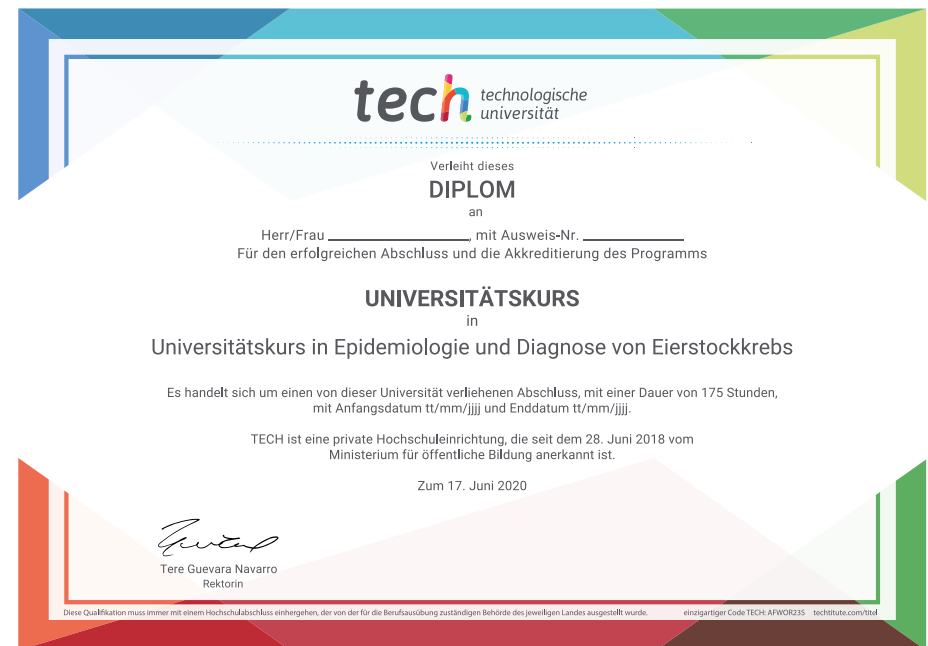 tech technologische
universität
Verleiht dieses
DIPLOM
an
Herr/Frau ____________________, mit Ausweis-Nr. ______________
Für den erfolgreichen Abschluss und die Akkreditierung des Programms
UNIVERSITÄTSKURS
in
Universitätskurs in Epidemiologie und Diagnose von Eierstockkrebs
Es handelt sich um einen von dieser Universität verliehenen Abschluss, mit einer Dauer von 175 Stunden,
mit Anfangsdatum tt/mm/jjjj und Enddatum tt/mm/jjjj.
TECH ist eine private Hochschuleinrichtung, die seit dem 28. Juni 2018 vom
Ministerium für öffentliche Bildung anerkannt ist.
Zum 17. Juni 2020
Tere Guevara Navarro
Rektorin
Diese Qualifikation muss immer mit einem Hochschulabschluss einhergehen, der von der für die Berufsausübung zuständigen Behörde des jeweiligen Landes ausgestellt wurde. einzigartiger Code TECH: AFWOR23S techtitute.com/titel